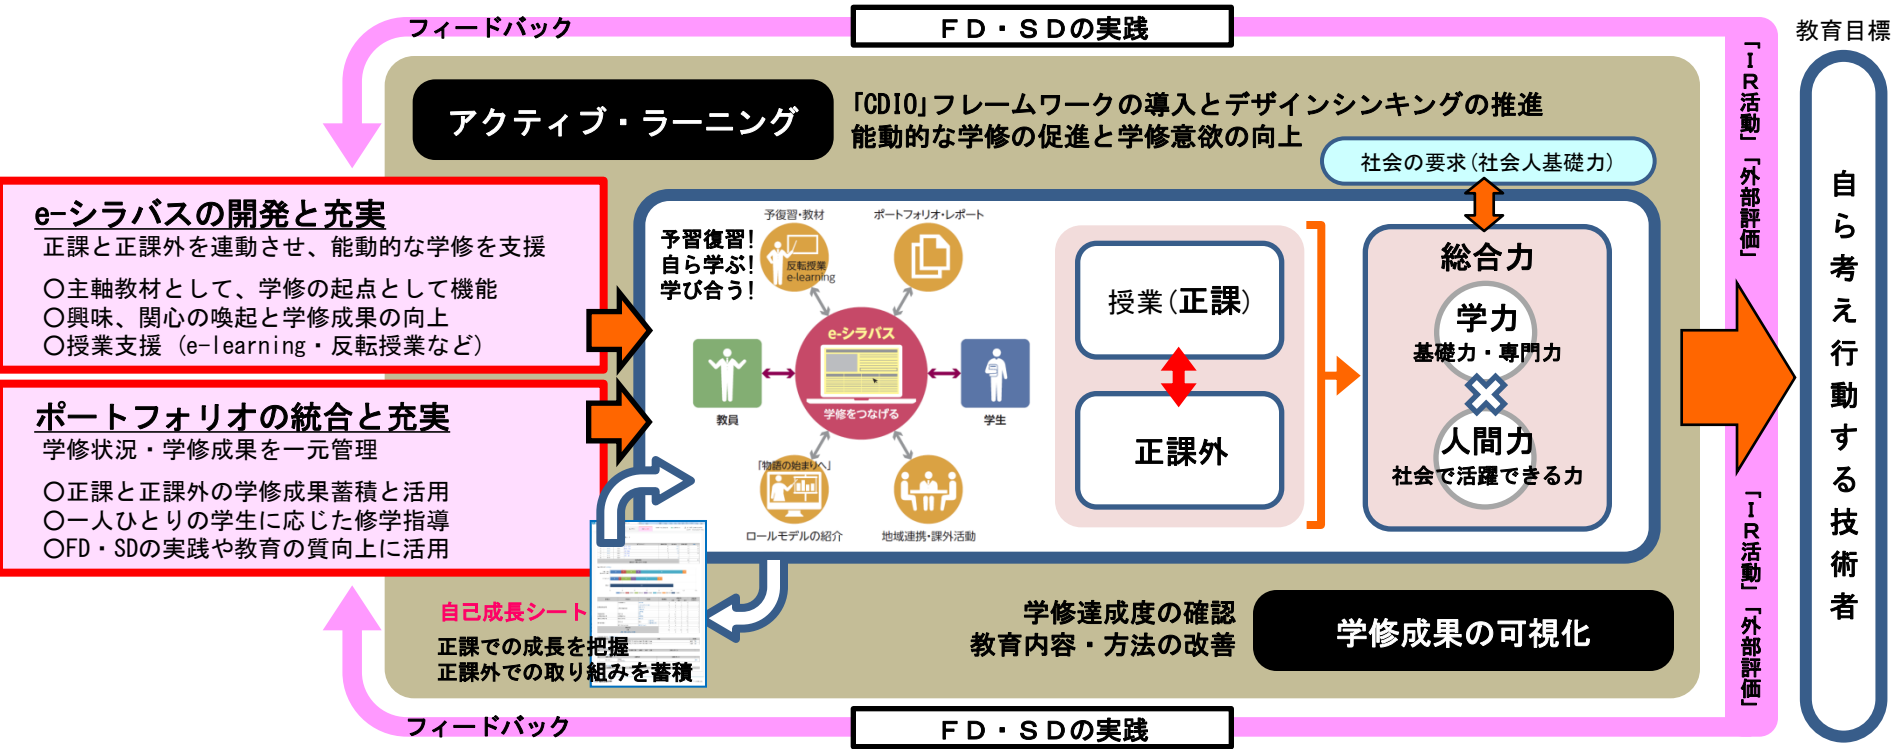 フィードバック
ＦＤ・ＳＤの実践
教育目標
アクティブ・ラーニング
「CDIO」フレームワークの導入とデザインシンキングの推進
能動的な学修の促進と学修意欲の向上
社会の要求(社会人基礎力)
「ＩＲ活動」「外部評価」
e-シラバスの開発と充実
正課と正課外を連動させ、能動的な学修を支援
○主軸教材として、学修の起点として機能
○興味、関心の喚起と学修成果の向上
○授業支援（e-learning・反転授業など）
ポートフォリオの統合と充実
学修状況・学修成果を一元管理
○正課と正課外の学修成果蓄積と活用
○一人ひとりの学生に応じた修学指導
○FD・SDの実践や教育の質向上に活用
予習復習！
自ら学ぶ！
学び合う！
予復習・教材
反転授業
e-learning
ポートフォリオ・レポート
e-シラバス
学修をつなげる
教員
学生
「物語の始まりへ」
ロールモデルの紹介
地域連携・課外活動
授業(正課)
正課外
総合力
学力
基礎力・専門力
人間力
社会で活躍できる力
自己成長シート
正課での成長を把握
正課外での取り組みを蓄積
学修達成度の確認
教育内容・方法の改善
学修成果の可視化
「ＩＲ活動」「外部評価」
自ら考え行動する技術者
フィードバック
ＦＤ・ＳＤの実践